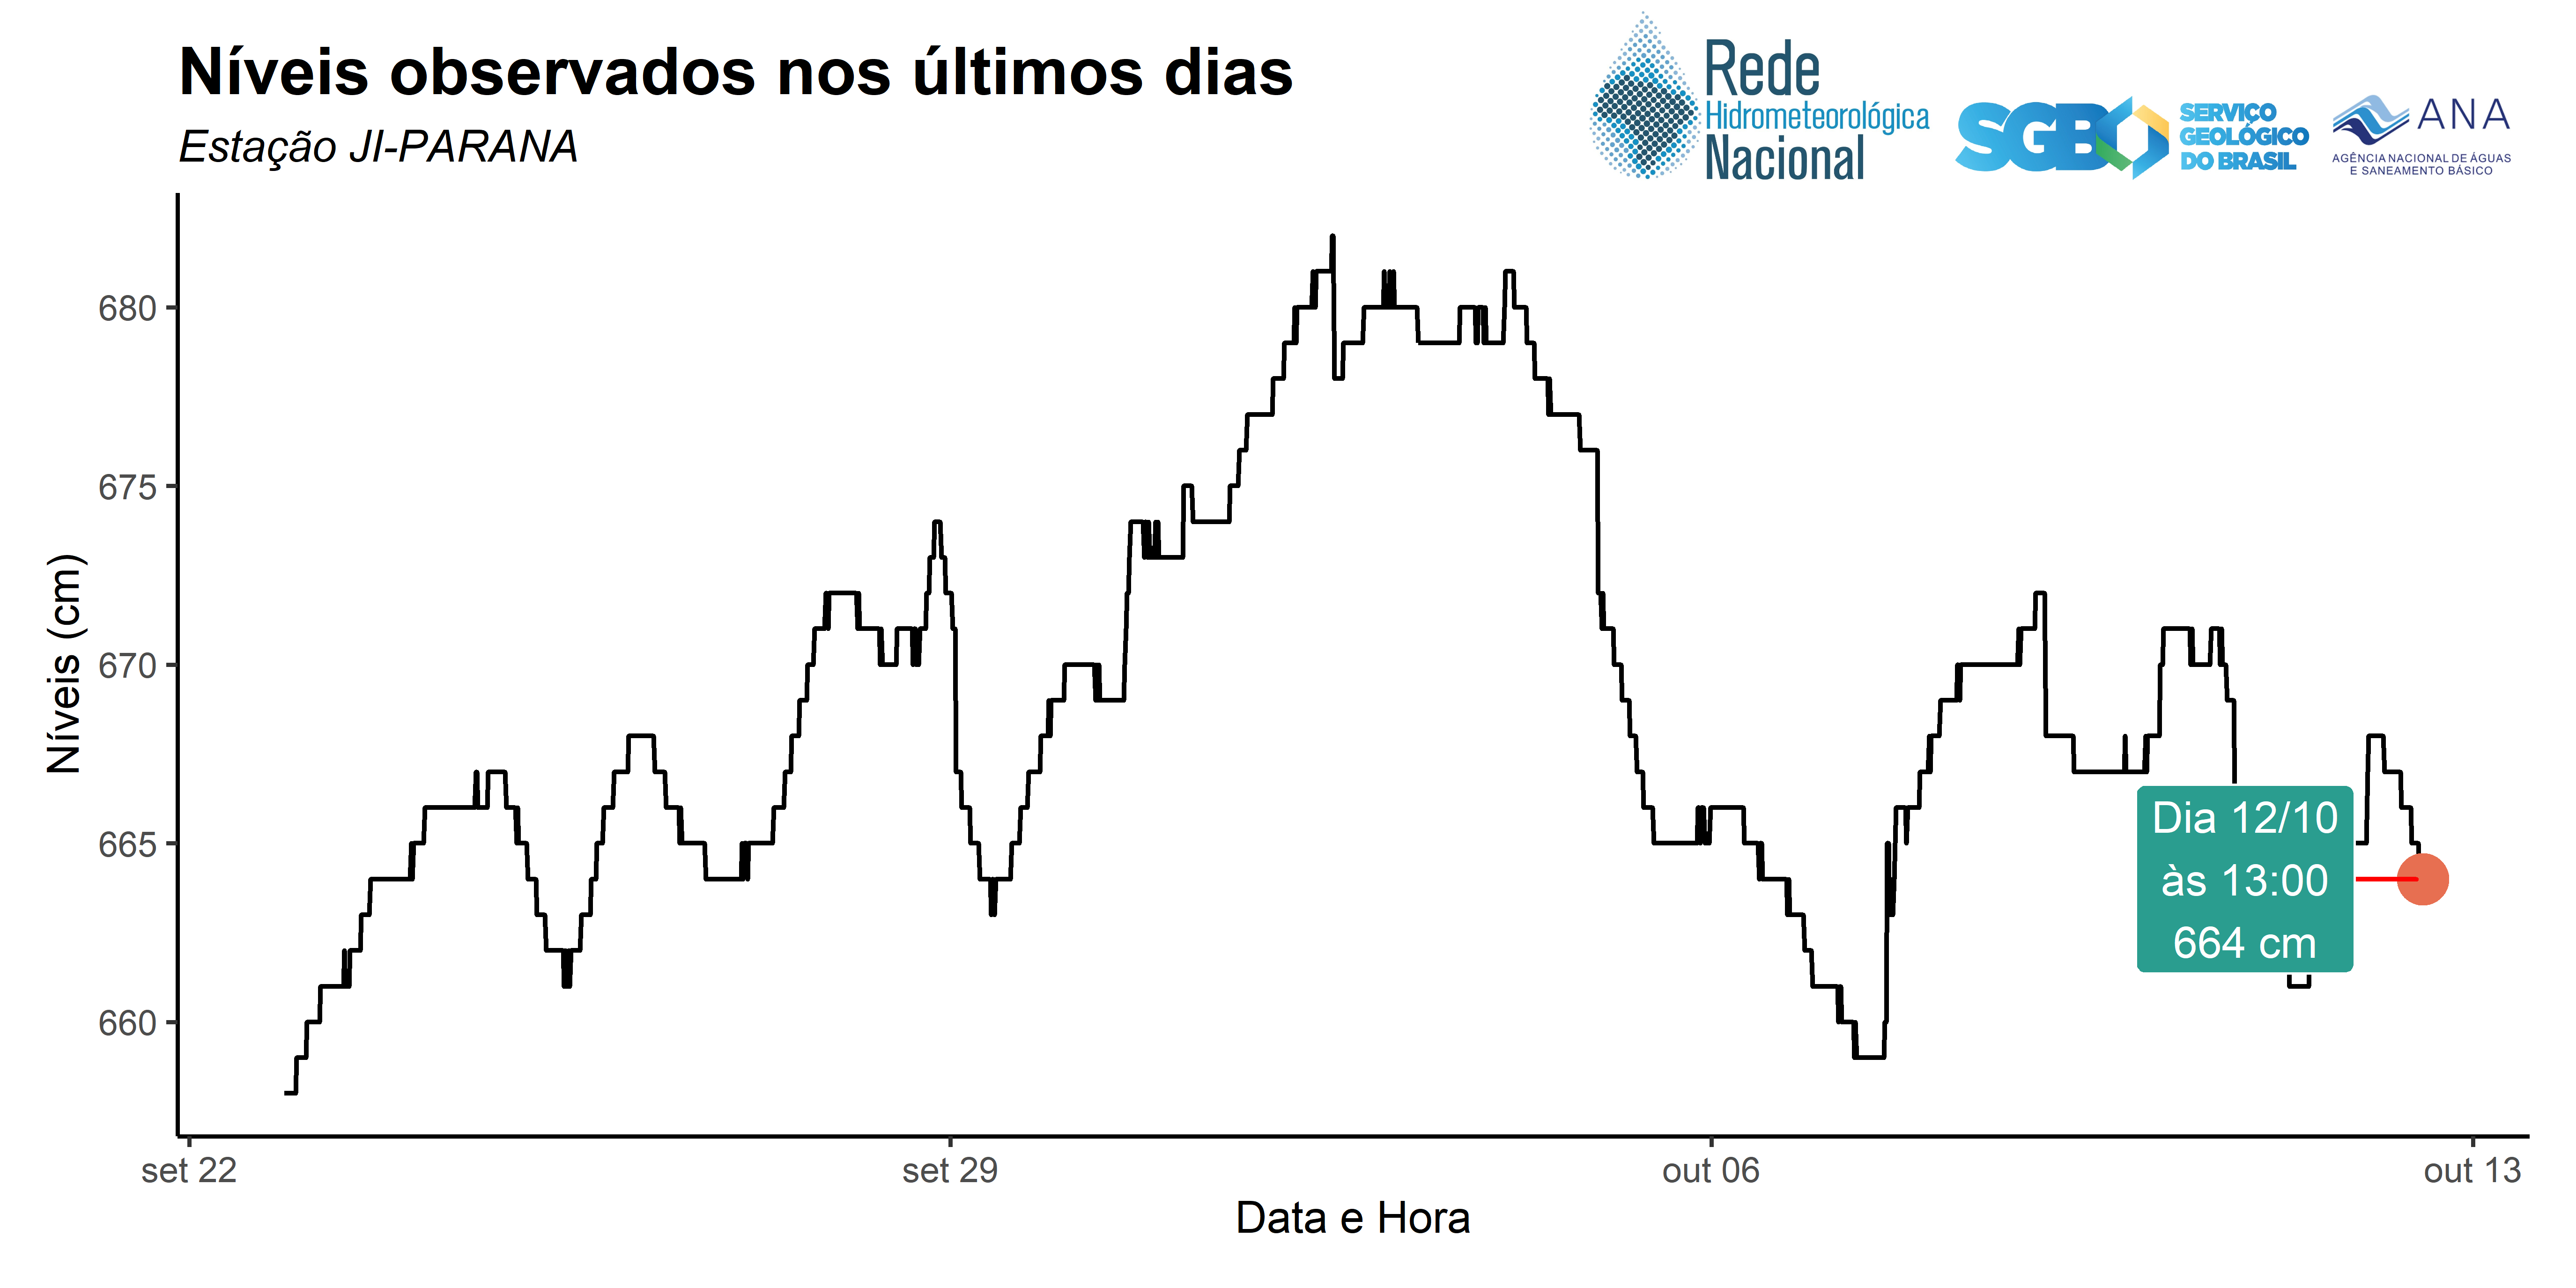 Níveis observados nos últimos dias
Estação JI-PARANA
Rede
Hidrometeorológica
Nacional
SGB
SERVIÇO
GEOLÓGICO
DO BRASIL
ANA
AGÊNCIA NACIONAL DE ÁGUAS
E SANEAMENTO BÁSICO
Níveis (cm)
680
675
670
665
660
Dia 12/10
às 13:00
664 cm
set 22
set 29
out 06
out 13
Data e Hora